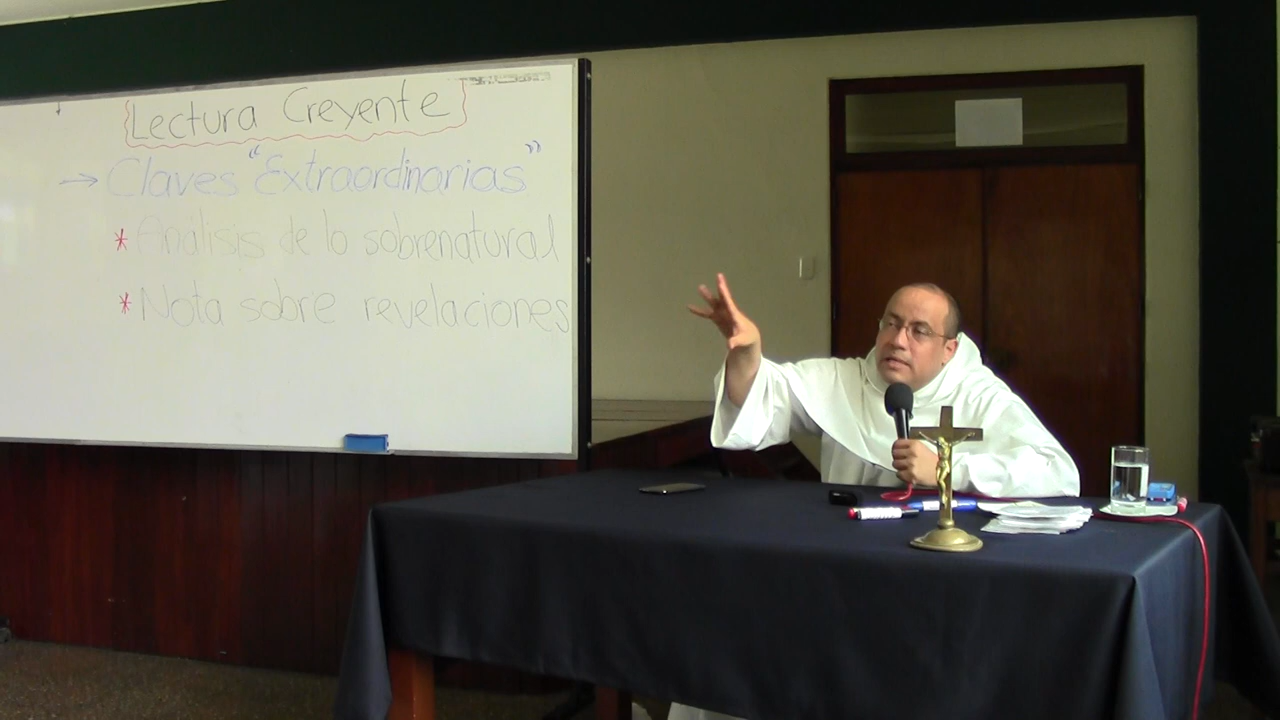 Lectura Creyente
→ Claves "Extraordinarias"
* Análisis de lo sobrenatural
* Nota sobre revelaciones